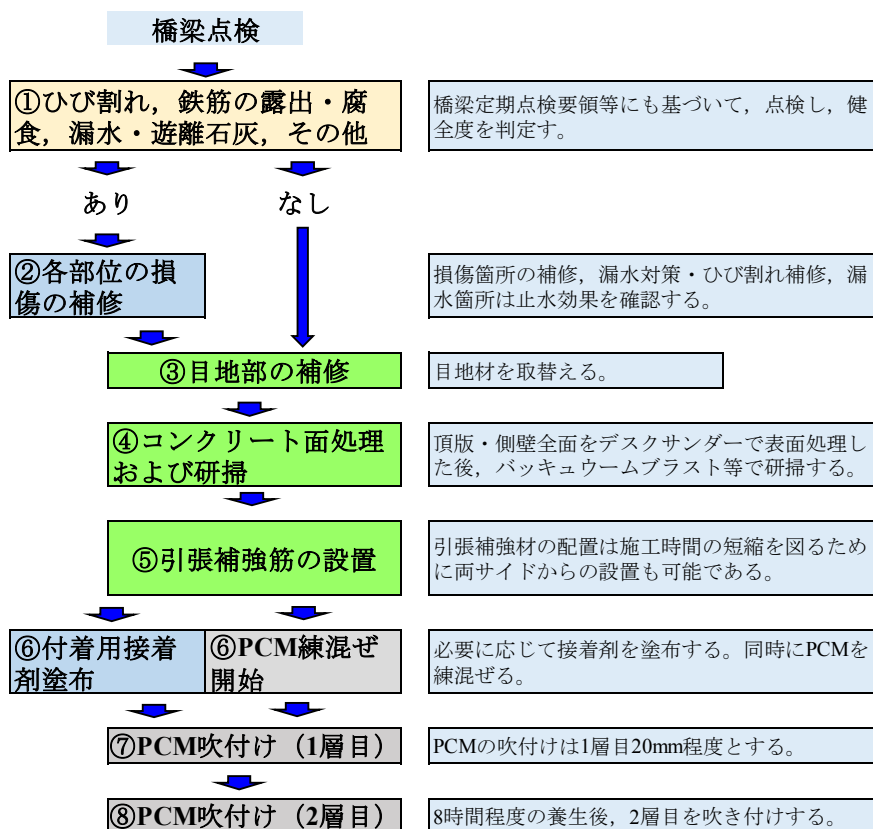 橋梁点検
①ひび割れ，鉄筋の露出・腐
食，漏水・遊離石灰，その他
橋梁定期点検要領等にも基づいて，点検し，健
全度を判定す。
あり
なし
②各部位の損
傷の補修
損傷箇所の補修，漏水対策・ひび割れ補修，漏
水箇所は止水効果を確認する。
③目地部の補修
目地材を取替える。
④コンクリート面処理
および研掃
頂版・側壁全面をデスクサンダーで表面処理し
た後，バッキュウームブラスト等で研掃する。
⑤引張補強筋の設置
引張補強材の配置は施工時間の短縮を図るため
に両サイドからの設置も可能である。
⑥付着用接着
剤塗布
⑥PCM練混ぜ
開始
必要に応じて接着剤を塗布する。同時にPCMを
練混ぜる。
⑦PCM吹付け（1層目）
PCMの吹付けは1層目20mm程度とする。
⑧PCM吹付け（2層目）
8時間程度の養生後，2層目を吹き付けする。